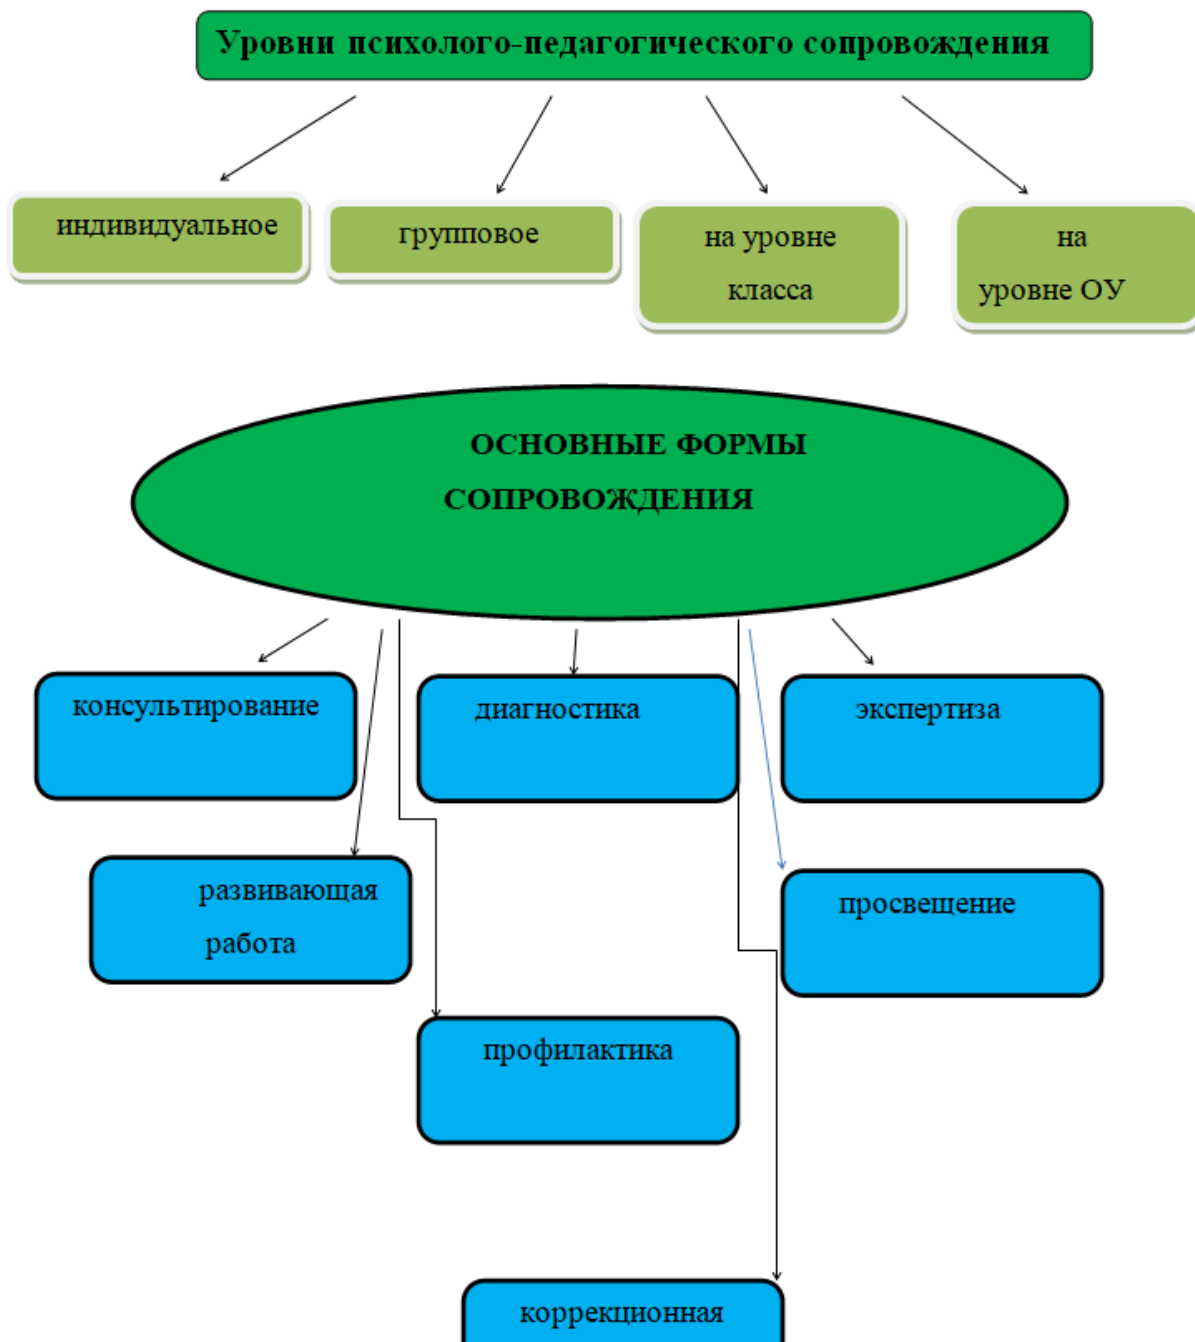 Уровни психолого-педагогического сопровождения
индивидуальное
групповое
на уровне
класса
на
уровне ОУ
ОСНОВНЫЕ ФОРМЫ
СОПРОВОЖДЕНИЯ
консультирование
диагностика
экспертиза
развивающая
работа
просвещение
профилактика
коррекционная